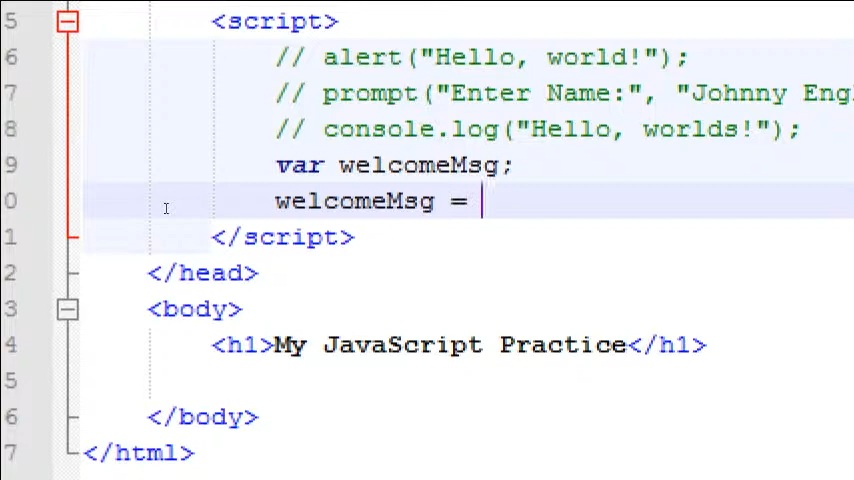 5 <script>
6 // alert("Hello, world!");
7 // prompt("Enter Name:", "Johnny Eng
8 // console.log("Hello, worlds!");
9 var welcomeMsg;
0 welcomeMsg =
1 </script>
2 </head>
3 <body>
4 <h1>My JavaScript Practice</h1>
5
6 </body>
7 </html>